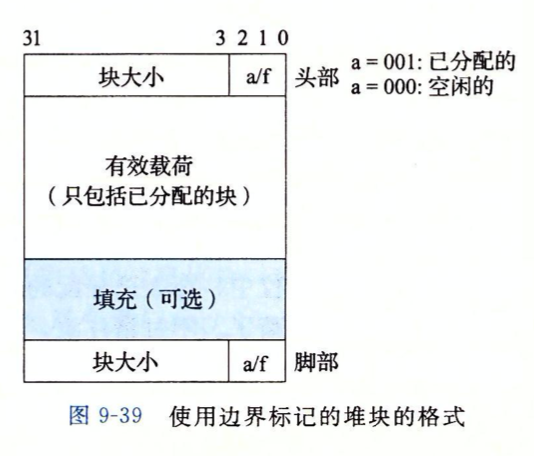 31 3 2 1 0
块大小 a/f 头部 a = 001: 已分配的
a = 000: 空闲的
有效载荷
（只包括已分配的块）
填充（可选）
块大小 a/f 脚部
图 9-39 使用边界标记的堆块的格式